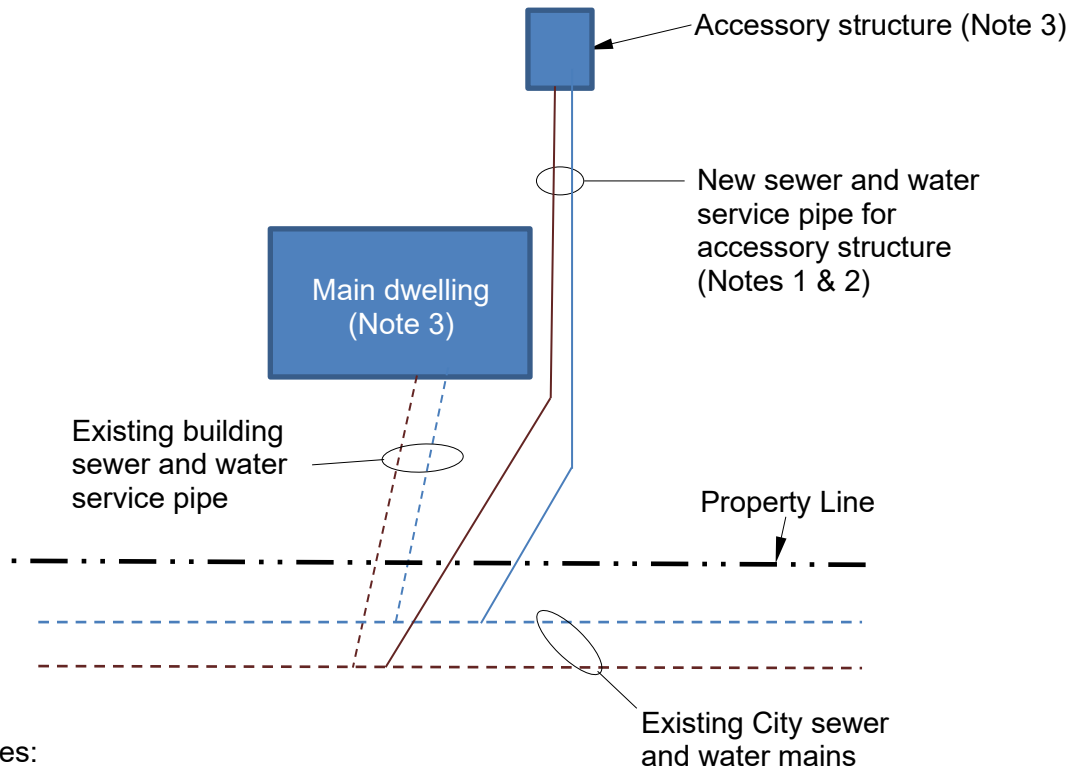 Accessory structure (Note 3)
New sewer and water
service pipe for
accessory structure
(Notes 1 & 2)
Main dwelling
(Note 3)
Existing building
sewer and water
service pipe
Property Line
Existing City sewer
and water mains
es: